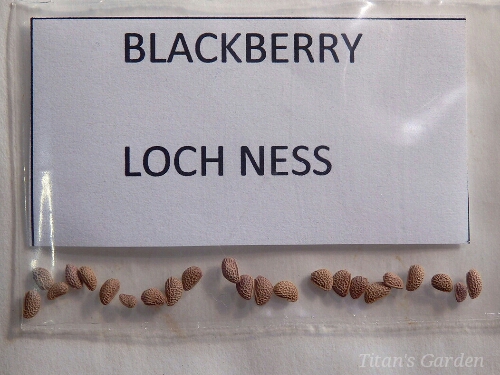 BLACKBERRY
LOCH NESS
Titan's Garden